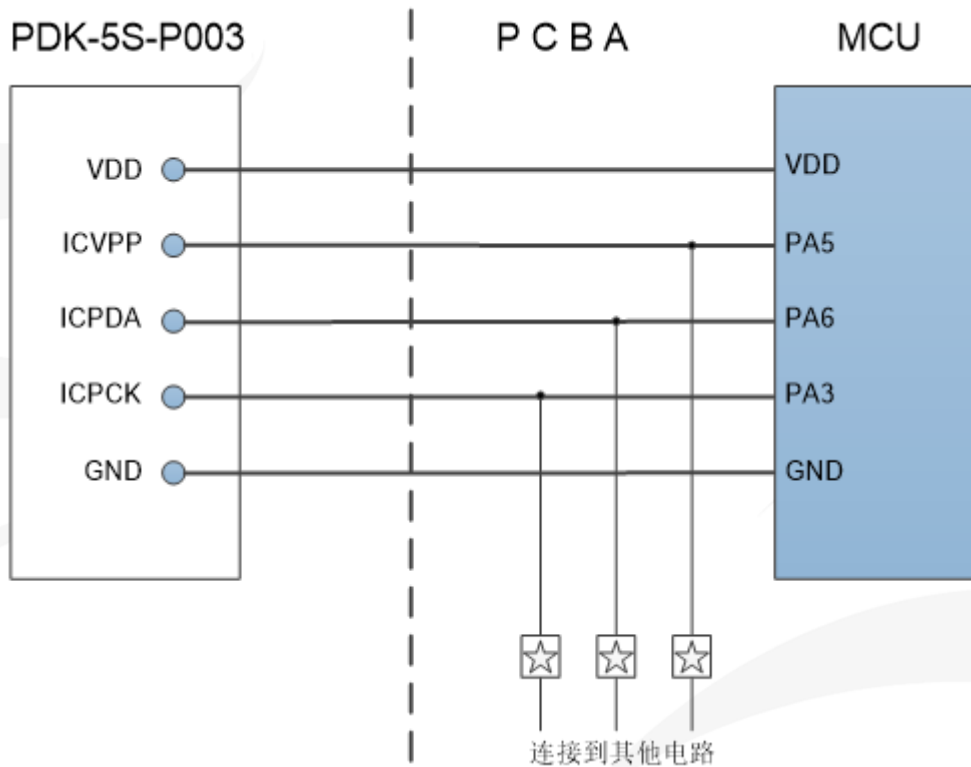 PDK-5S-P003
P C B A
MCU
VDD
VDD
ICVPP
PA5
ICPDA
PA6
ICPCK
PA3
GND
GND
连接到其他电路